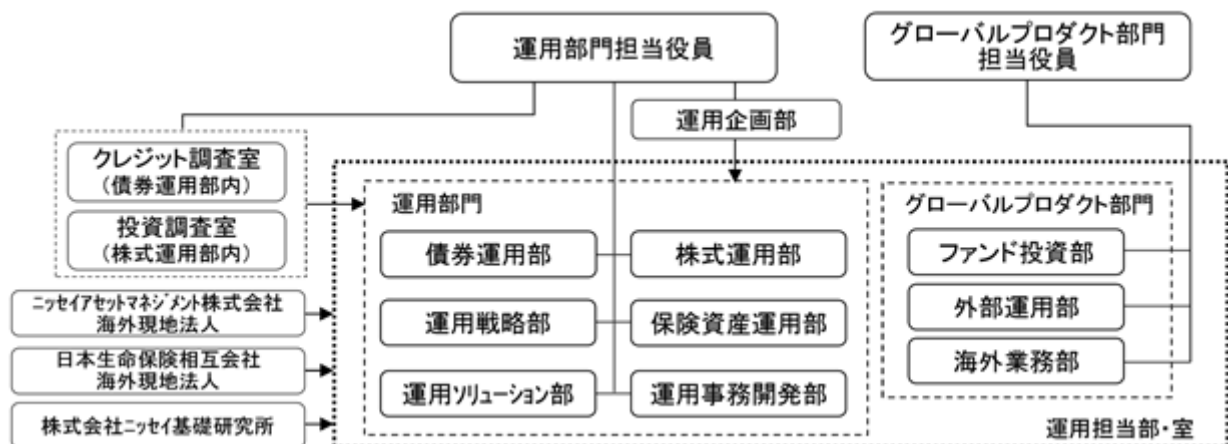 運用部門担当役員
グローバルプロダクト部門
担当役員
運用企画部
クレジット調査室
（債券運用部内）
投資調査室
（株式運用部内）
運用部門
債券運用部
株式運用部
運用戦略部
保険資産運用部
運用ソリューション部
運用事務開発部
グローバルプロダクト部門
ファンド投資部
外部運用部
海外業務部
ニッセイアセットマネジメント株式会社
海外現地法人
日本生命保険相互会社
海外現地法人
株式会社ニッセイ基礎研究所
運用担当部・室